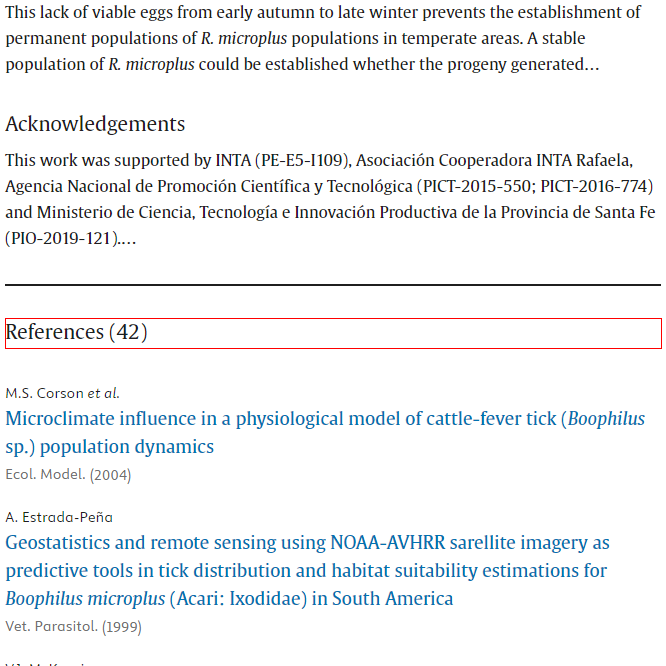 This lack of viable eggs from early autumn to late winter prevents the establishment of
permanent populations of R. microplus populations in temperate areas. A stable
population of R. microplus could be established whether the progeny generated…
Acknowledgements
This work was supported by INTA (PE-E5-I109), Asociación Cooperadora INTA Rafaela,
Agencia Nacional de Promoción Científica y Tecnológica (PICT-2015-550; PICT-2016-774)
and Ministerio de Ciencia, Tecnología e Innovación Productiva de la Provincia de Santa Fe
(PIO-2019-121).…
References (42)
M.S. Corson et al.
Microclimate influence in a physiological model of cattle-fever tick (Boophilus
sp.) population dynamics
Ecol. Model. (2004)
A. Estrada-Peña
Geostatistics and remote sensing using NOAA-AVHRR sarellite imagery as
predictive tools in tick distribution and habitat suitability estimations for
Boophilus microplus (Acari: Ixodidae) in South America
Vet. Parasitol. (1999)